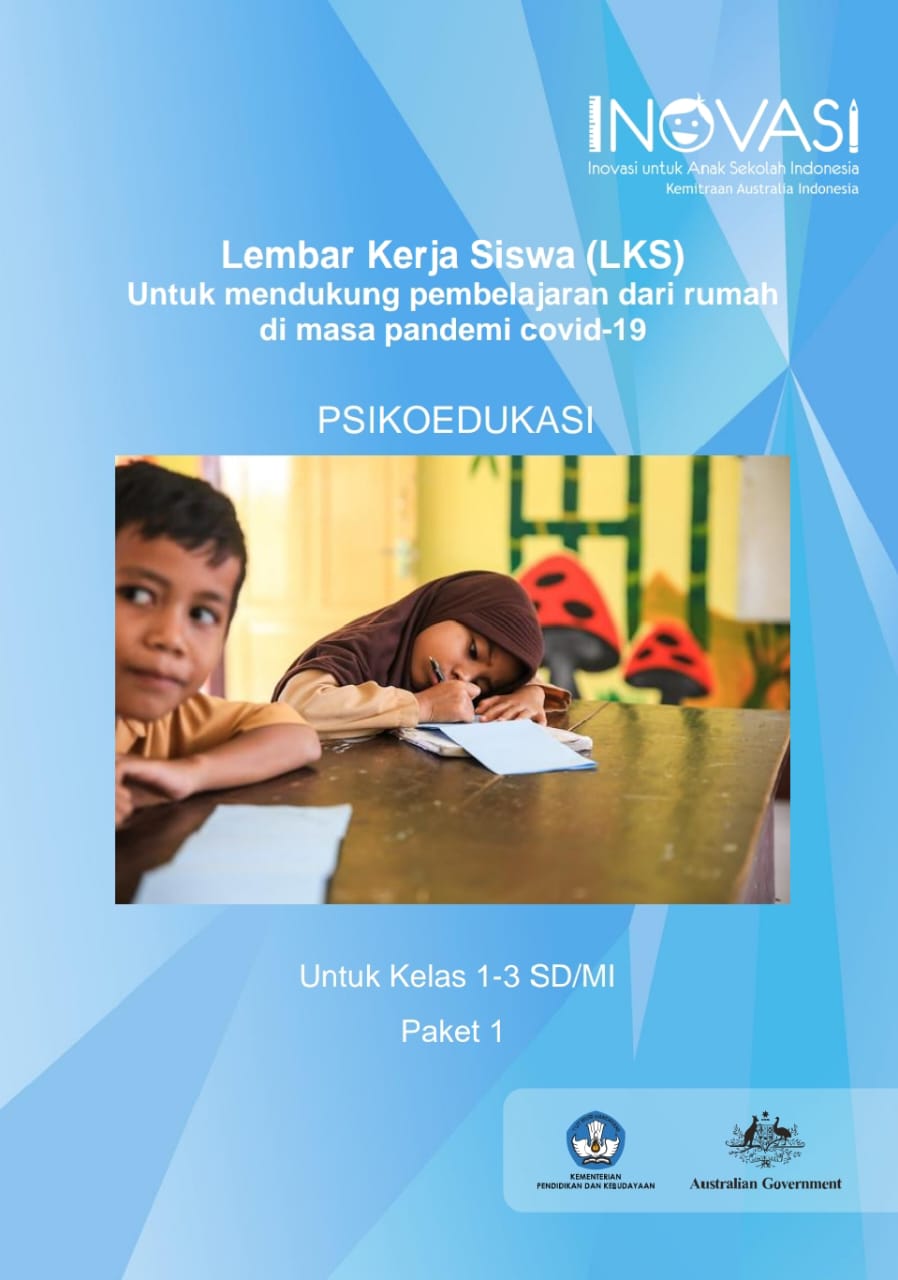 INOVASI
Inovasi untuk Anak Sekolah Indonesia
Kemitraan Australia Indonesia
Lembar Kerja Siswa (LKS)
Untuk mendukung pembelajaran dari rumah
di masa pandemi covid-19
PSIKOEDUKASI
Untuk Kelas 1-3 SD/MI
Paket 1
KEMENTERIAN
PENDIDIKAN DAN KEBUDAYAAN
Australian Government